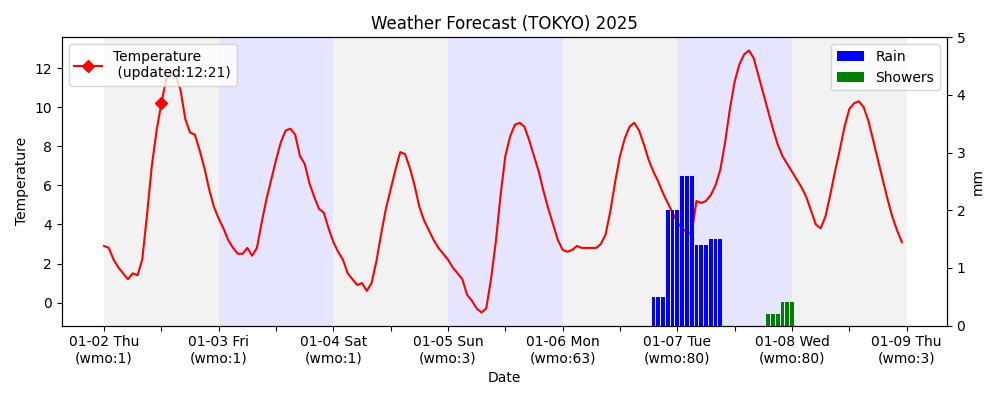 Weather Forecast (TOKYO) 2025
Temperature
(updated:12:21)
Rain
Showers
Temperature
12
10
8
6
4
2
0
5
4
3
2
1
0
mm
01-02 Thu
(wmo:1)
01-03 Fri
(wmo:1)
01-04 Sat
(wmo:1)
01-05 Sun
(wmo:3)
01-06 Mon
(wmo:63)
01-07 Tue
(wmo:80)
01-08 Wed
(wmo:80)
01-09 Thu
(wmo:3)
Date